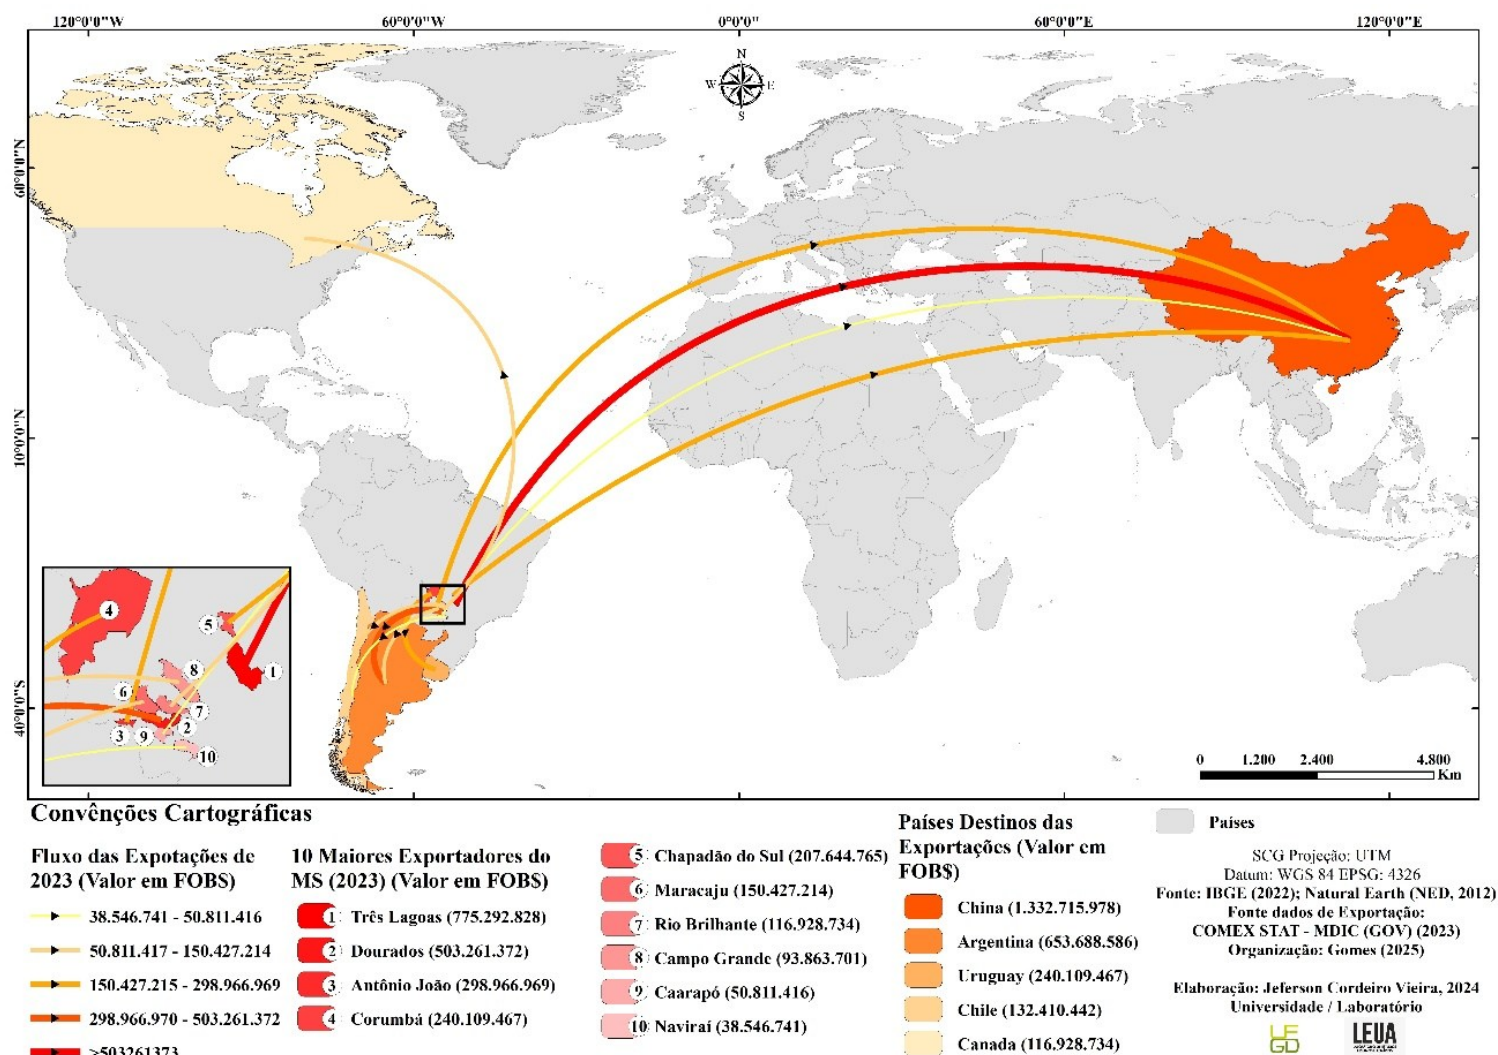 120°0'0"W 60°0'0"W 0°0'0" 60°0'0"E 120°0'0"E
N
W E
S
60°0'0"N
10°0'0"N
40°0'0"S
4
5
1
8
6
7
3 9 2
10
0 1.200 2.400 4.800
Km
Convênções Cartográficas
Fluxo das Expotações de
2023 (Valor em FOB$)
38.546.741 - 50.811.416
50.811.417 - 150.427.214
150.427.215 - 298.966.969
298.966.970 - 503.261.372
>503261373
10 Maiores Exportadores do
MS (2023) (Valor em FOB$)
1 Três Lagoas (775.292.828)
2 Dourados (503.261.372)
3 Antônio João (298.966.969)
4 Corumbá (240.109.467)
5 Chapadão do Sul (207.644.765)
6 Maracaju (150.427.214)
7 Rio Brilhante (116.928.734)
8 Campo Grande (93.863.701)
9 Caarapó (50.811.416)
10 Naviraí (38.546.741)
Países Destinos das
Exportações (Valor em
FOB$)
China (1.332.715.978)
Argentina (653.688.586)
Uruguay (240.109.467)
Chile (132.410.442)
Canada (116.928.734)
Países
SCG Projeção: UTM
Datum: WGS 84 EPSG: 4326
Fonte: IBGE (2022); Natural Earth (NED, 2012)
Fonte dados de Exportação:
COMEX STAT - MDIC (GOV) (2023)
Organização: Gomes (2025)
Elaboração: Jeferson Cordeiro Vieira, 2024
Universidade / Laboratório
UF
GD
LEUA